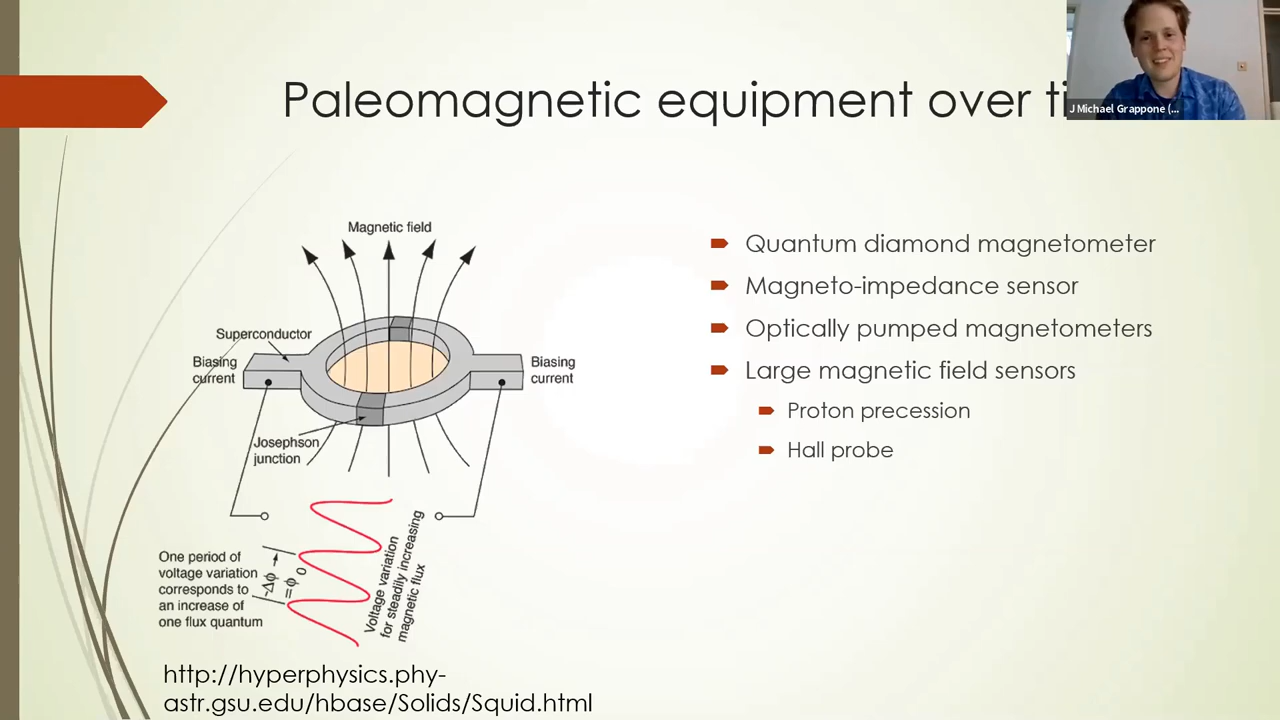 Paleomagnetic equipment over
J Michael Grappone (...
Magnetic field
Superconductor
Biasing
current
Biasing
current
Josephson
junction
One period of
voltage variation
corresponds to
an increase of
one flux quantum
-Δϕ
=ϕ0
Voltage variation
for steadily increasing
magnetic flux
http://hyperphysics.phy-
astr.gsu.edu/hbase/Solids/Squid.html
Quantum diamond magnetometer
Magneto-impedance sensor
Optically pumped magnetometers
Large magnetic field sensors
Proton precession
Hall probe